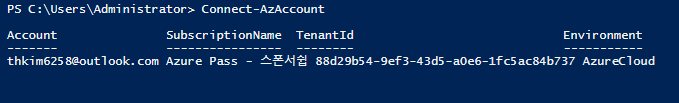 PS C:\Users\Administrator> Connect-AzAccount
Account SubscriptionName TenantId Environment
------- ---------------- -------- -----------
thkim6258@outlook.com Azure Pass - 스폰서쉽 88d29b54-9ef3-43d5-a0e6-1fc5ac84b737 AzureCloud